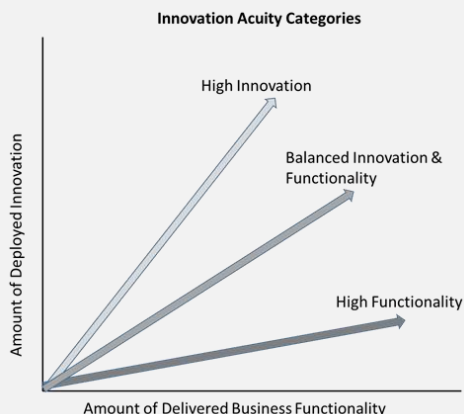 Innovation Acuity Categories
High Innovation
Balanced Innovation &
Functionality
High Functionality
Amount of Deployed Innovation
Amount of Delivered Business Functionality